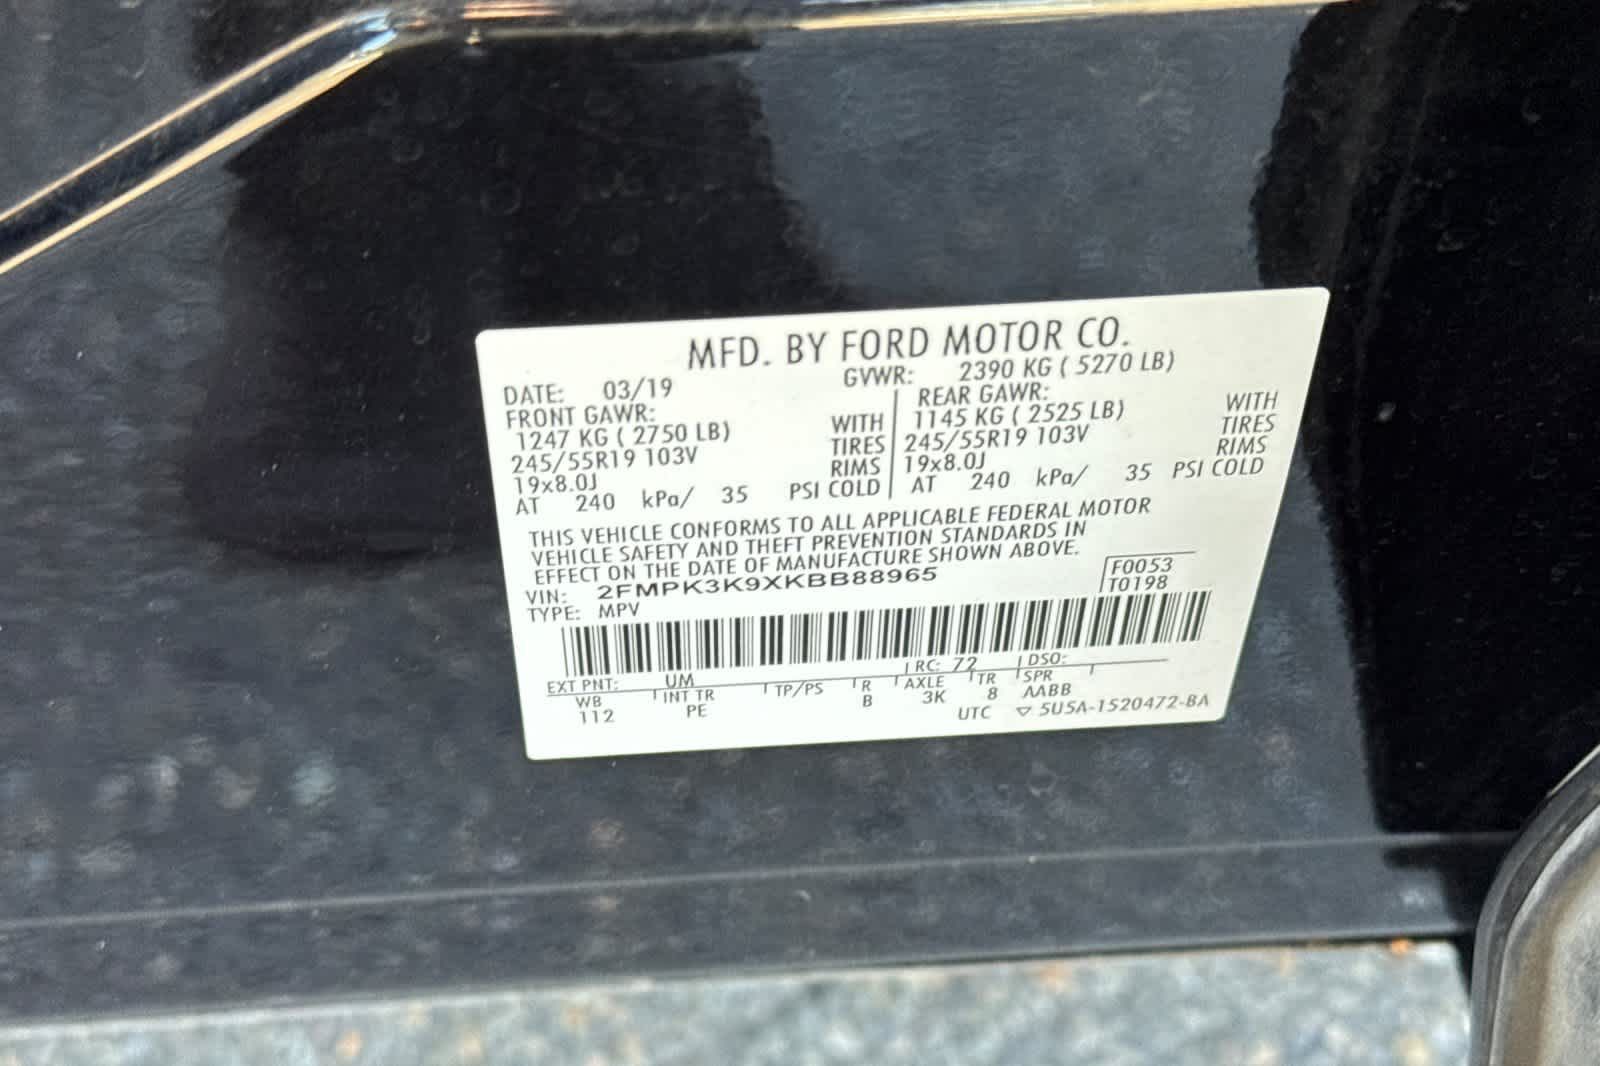 MFD. BY FORD MOTOR CO.
DATE: 03/19 GVWR: 2390 KG ( 5270 LB)
FRONT GAWR: REAR GAWR:
1247 KG ( 2750 LB) WITH 1145 KG ( 2525 LB) WITH
245/55R19 103V TIRES 245/55R19 103V TIRES
19x8.0J RIMS 19x8.0J RIMS
AT 240 kPa/ 35 PSI COLD AT 240 kPa/ 35 PSI COLD
THIS VEHICLE CONFORMS TO ALL APPLICABLE FEDERAL MOTOR
VEHICLE SAFETY AND THEFT PREVENTION STANDARDS IN
EFFECT ON THE DATE OF MANUFACTURE SHOWN ABOVE.
VIN: 2FMPK3K9XKBB88965 F0053
TYPE: MPV T0198
EXT PNT: UM RC: 72 DSO:
WB INT TR TP/PS R AXLE TR SPR
112 PE B 3K 8 AABB
UTC ▽ 5U5A-1520472-BA